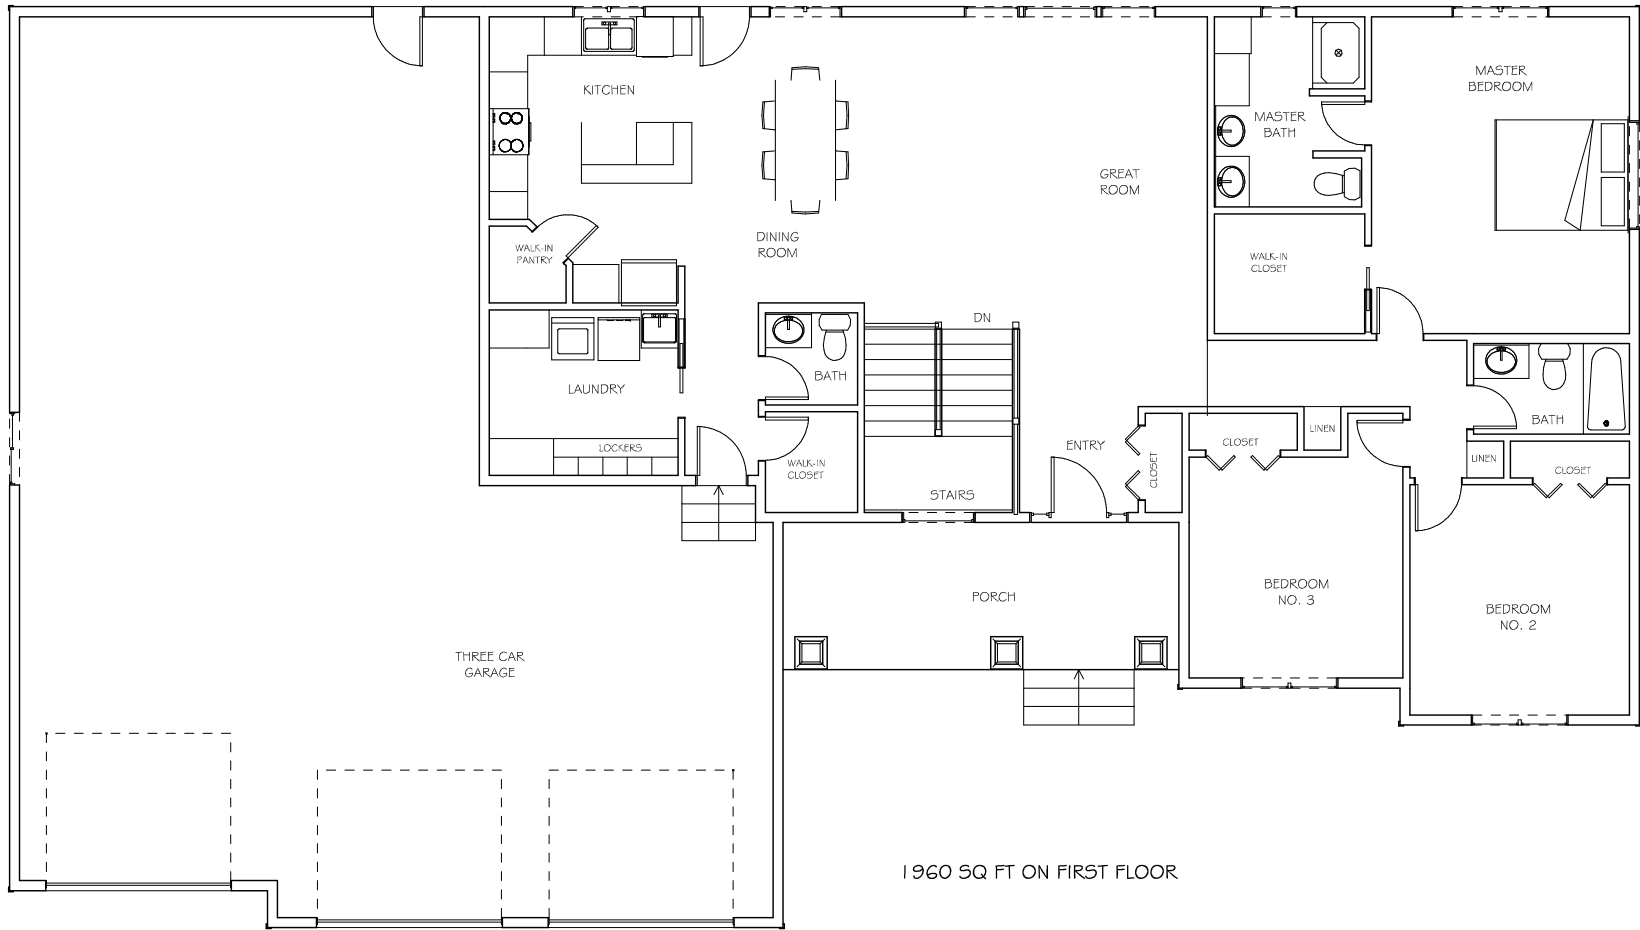 KITCHEN
MASTER
BEDROOM
MASTER
BATH
GREAT
ROOM
DINING
ROOM
WALK-IN
PANTRY
WALK-IN
CLOSET
DN
BATH
LAUNDRY
LOCKERS
WALK-IN
CLOSET
STAIRS
ENTRY
CLOSET
CLOSET
LINEN
BATH
LINEN
CLOSET
PORCH
BEDROOM
NO. 3
BEDROOM
NO. 2
THREE CAR
GARAGE
1960 SQ FT ON FIRST FLOOR